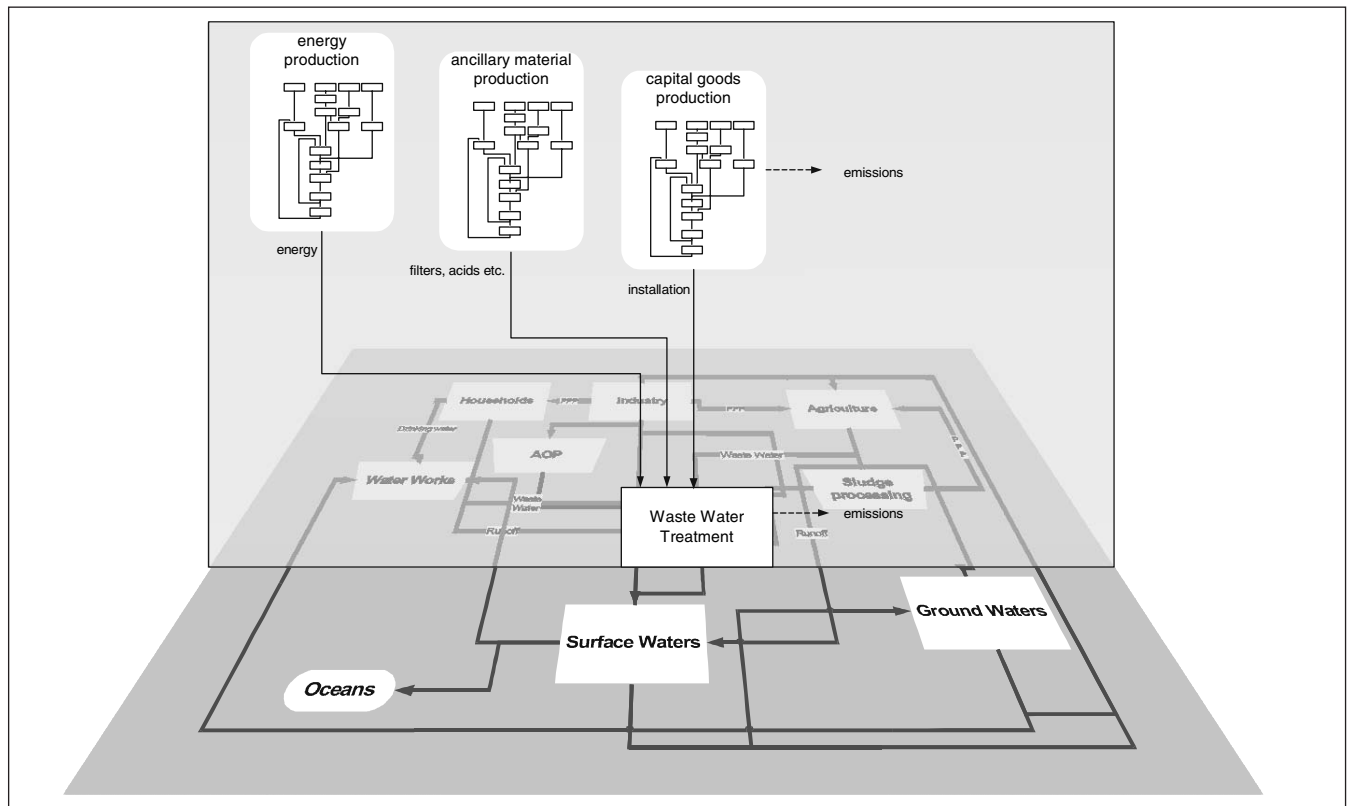 energy
production
ancillary material
production
capital goods
production
emissions
energy
filters, acids etc.
installation
Households
PPP
Industry
PPP
Agriculture
Drinking water
AOP
Waste Water
Water Works
Sludge
processing
Waste
Water
Waste Water
Treatment
emissions
Runoff
Runoff
Ground Waters
Surface Waters
Oceans